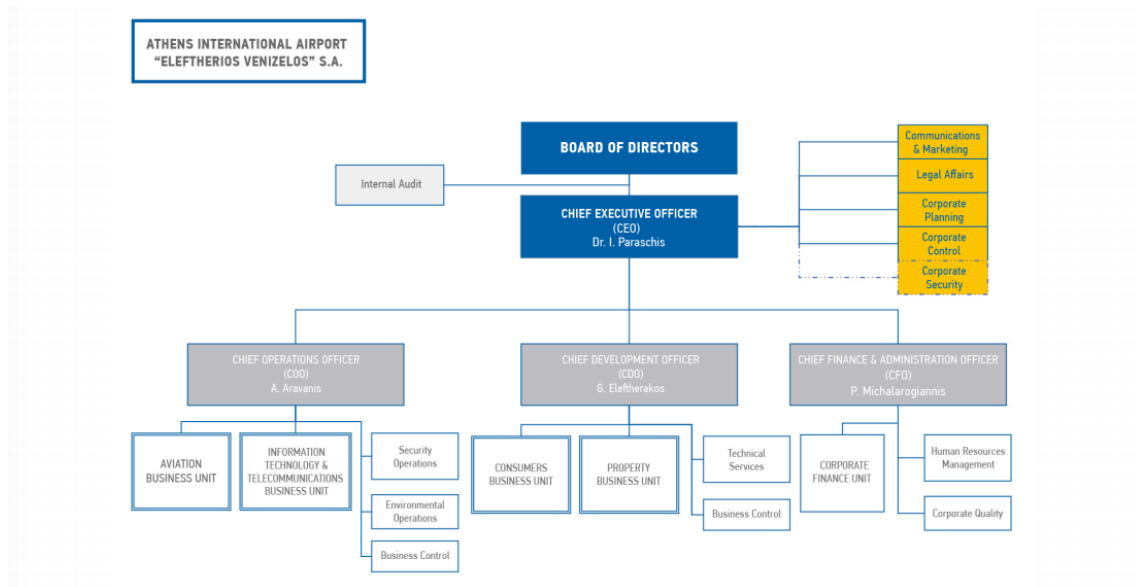 ATHENS INTERNATIONAL AIRPORT
“ELEFTHERIOS VENIZELOS” S.A.
BOARD OF DIRECTORS
Internal Audit
CHIEF EXECUTIVE OFFICER
(CEO)
Dr. I. Paraschis
Communications
& Marketing
Legal Affairs
Corporate
Planning
Corporate
Control
Corporate
Security
CHIEF OPERATIONS OFFICER
(COO)
A. Aravanis
CHIEF DEVELOPMENT OFFICER
(CDO)
G. Eleftherakos
CHIEF FINANCE & ADMINISTRATION OFFICER
(CFO)
P. Michalarogiannis
AVIATION
BUSINESS UNIT
INFORMATION
TECHNOLOGY &
TELECOMMUNICATIONS
BUSINESS UNIT
Security
Operations
Environmental
Operations
Business Control
CONSUMERS
BUSINESS UNIT
PROPERTY
BUSINESS UNIT
Technical
Services
Business Control
CORPORATE
FINANCE UNIT
Human Resources
Management
Corporate Quality